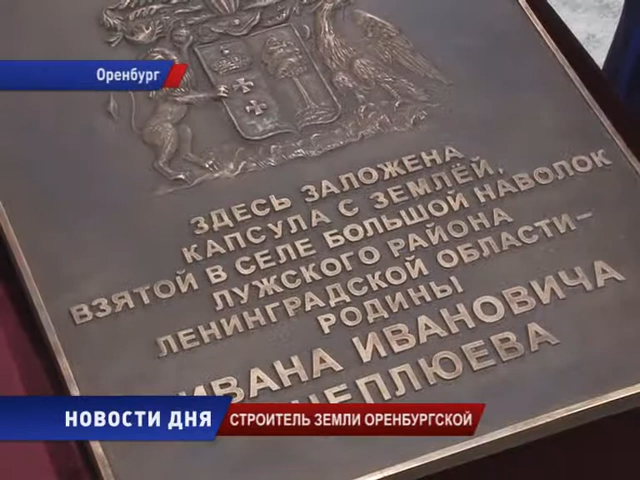 Оренбург
ЗДЕСЬ ЗАЛОЖЕНА
КАПСУЛА С ЗЕМЛЁЙ,
ВЗЯТОЙ В СЕЛЕ БОЛЬШОЙ НАВОЛОК
ЛУЖСКОГО РАЙОНА
ЛЕНИНГРАДСКОЙ ОБЛАСТИ–
РОДИНЫ
ИВАНА ИВАНОВИЧА
НЕПЛЮЕВА
НОВОСТИ ДНЯ
СТРОИТЕЛЬ ЗЕМЛИ ОРЕНБУРГСКОЙ